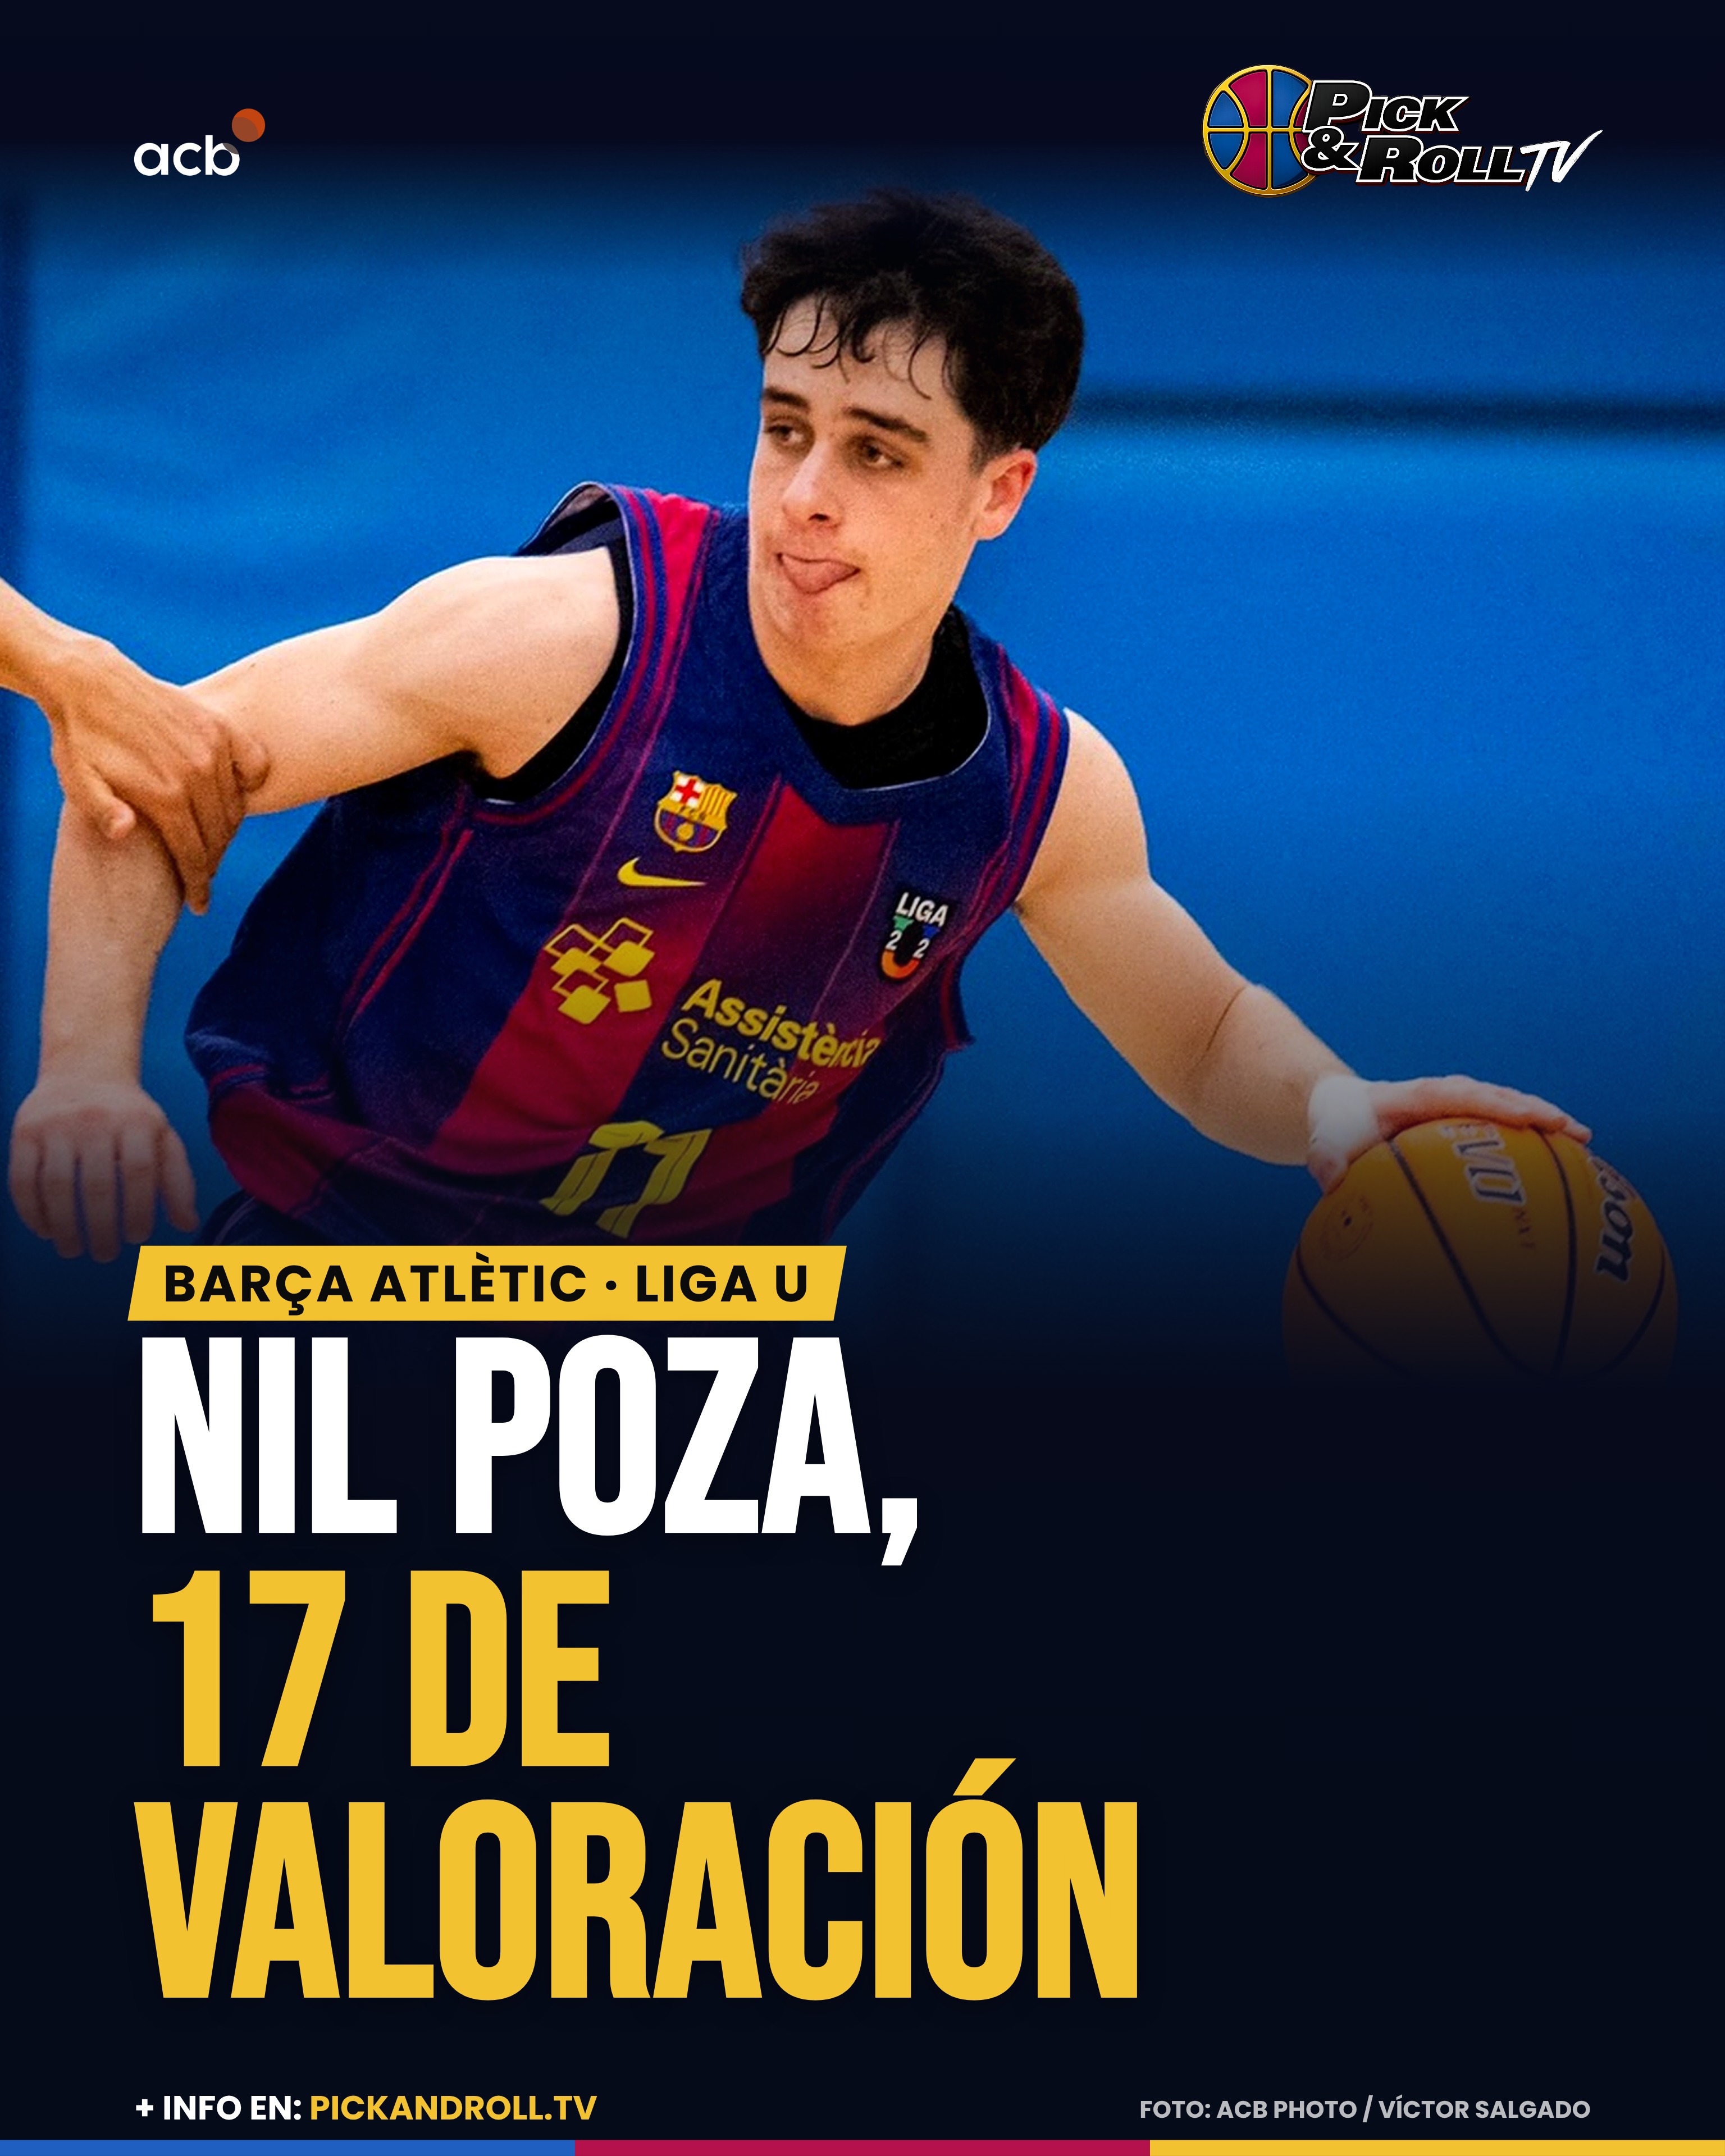 acb
PICK
& ROLL TV
LIGA
U
22
Assistència
Sanitària
BARÇA ATLÈTIC · LIGA U
NIL POZA,
17 DE
VALORACIÓN
+ INFO EN: PICKANDROLL.TV
FOTO: ACB PHOTO / VÍCTOR SALGADO